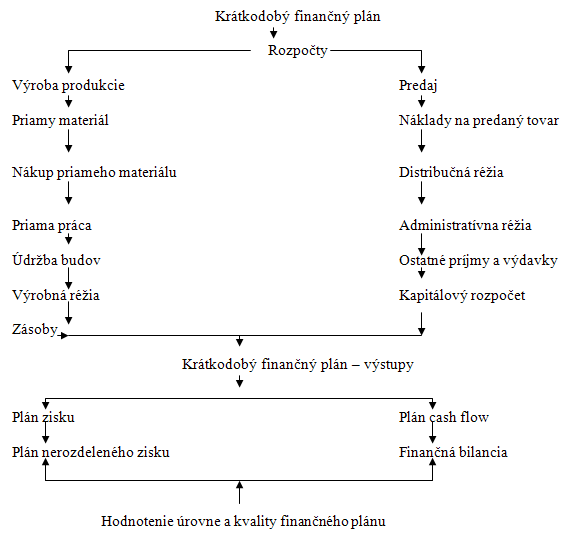 Krátkodobý finančný plán
Rozpočty
Výroba produkcie
Predaj
Priamy materiál
Náklady na predaný tovar
Nákup priameho materiálu
Distribučná réžia
Priama práca
Administratívna réžia
Údržba budov
Ostatné príjmy a výdavky
Výrobná réžia
Kapitálový rozpočet
Zásoby
Krátkodobý finančný plán – výstupy
Plán zisku
Plán cash flow
Plán nerozdeleného zisku
Finančná bilancia
Hodnotenie úrovne a kvality finančného plánu